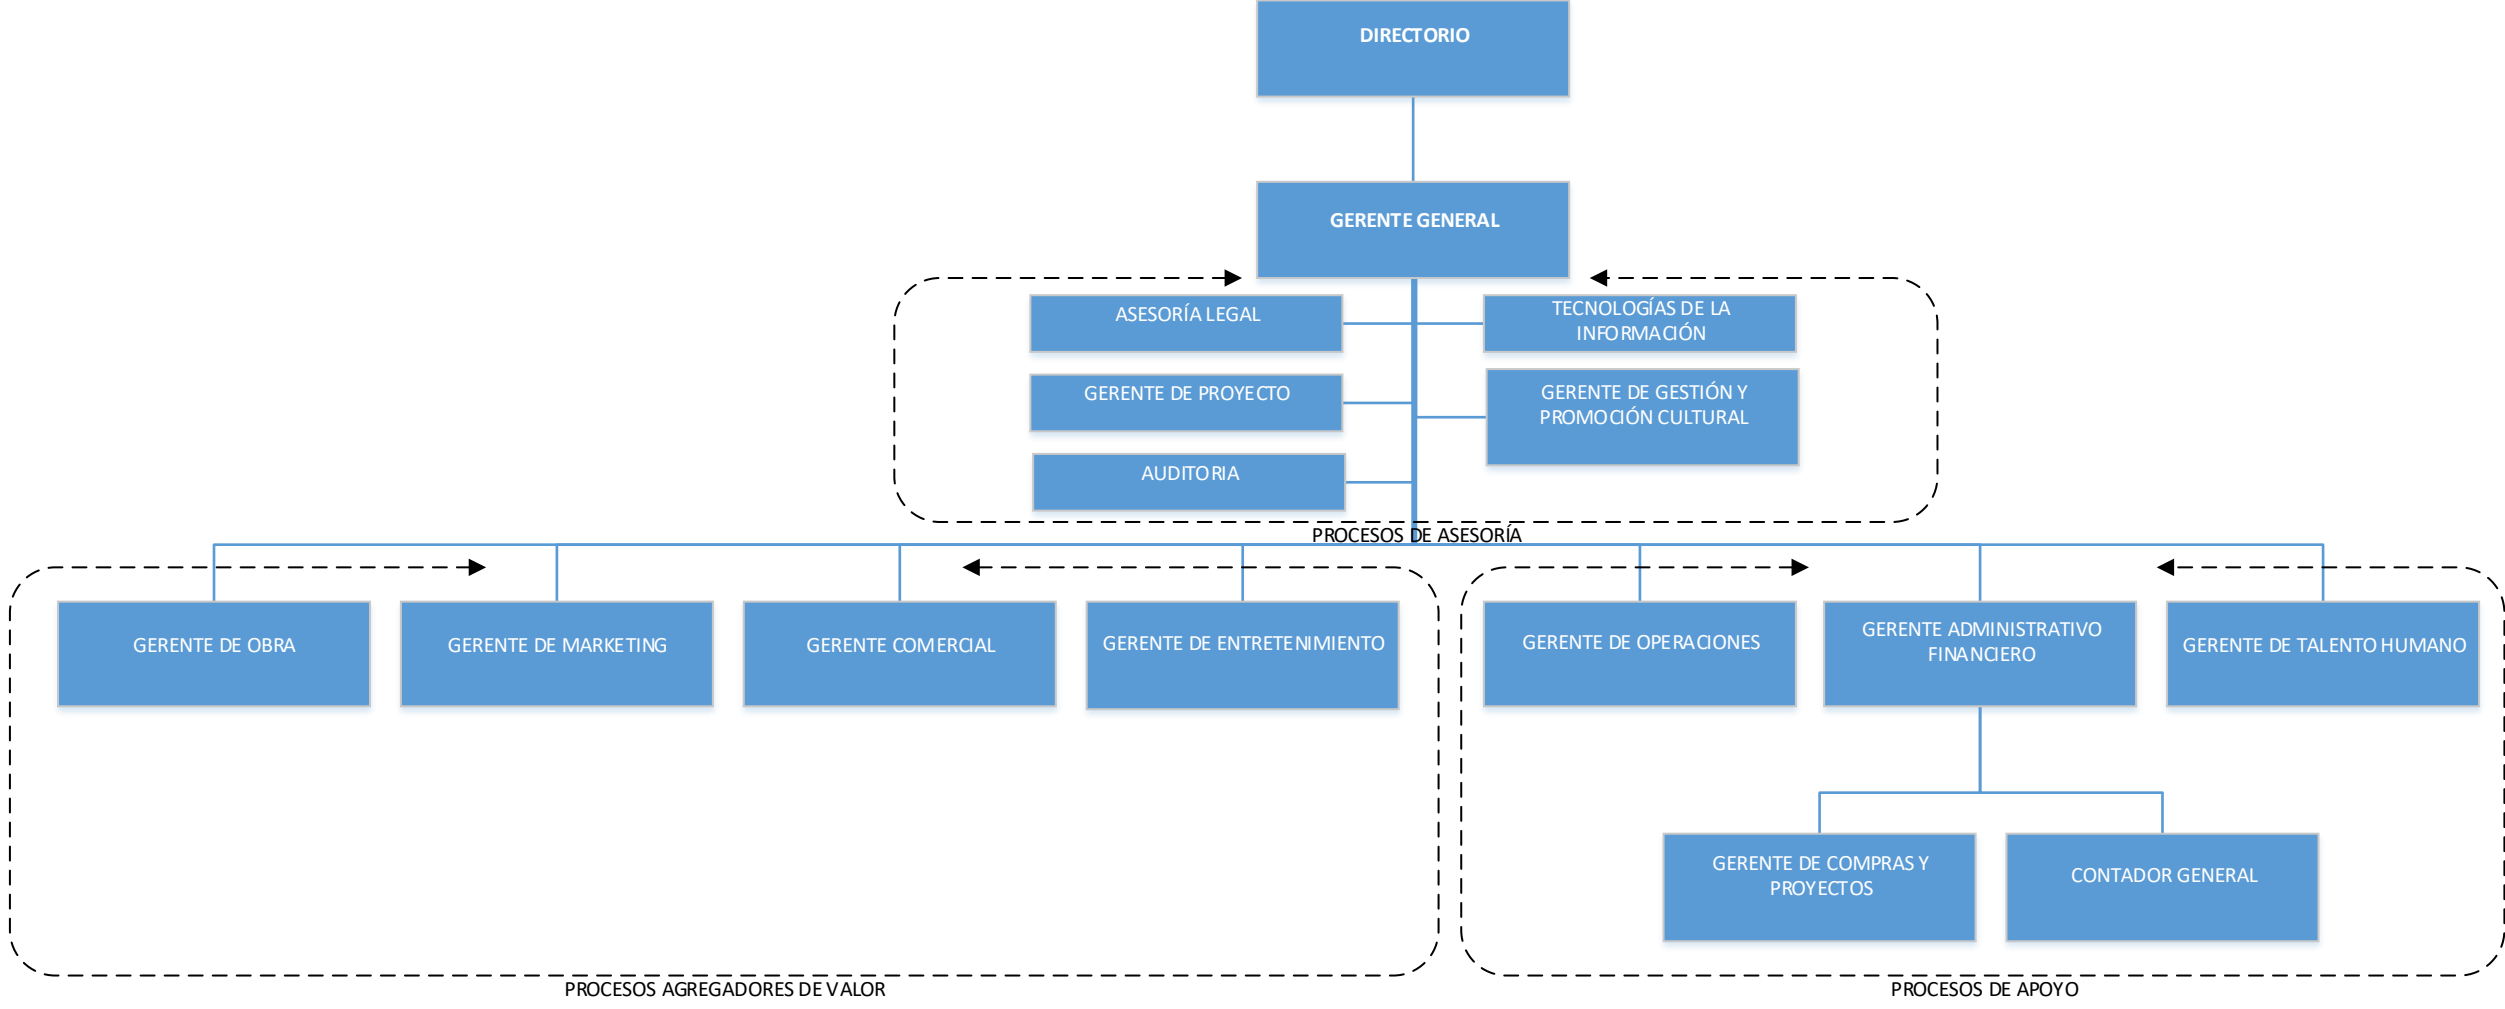 DIRECTORIO
GERENTE GENERAL
ASESORÍA LEGAL
TECNOLOGÍAS DE LA
INFORMACIÓN
GERENTE DE PROYECTO
GERENTE DE GESTIÓN Y
PROMOCIÓN CULTURAL
AUDITORIA
PROCESOS DE ASESORÍA
GERENTE DE OBRA
GERENTE DE MARKETING
GERENTE COMERCIAL
GERENTE DE ENTRETENIMIENTO
GERENTE DE OPERACIONES
GERENTE ADMINISTRATIVO
FINANCIERO
GERENTE DE TALENTO HUMANO
GERENTE DE COMPRAS Y
PROYECTOS
CONTADOR GENERAL
PROCESOS AGREGADORES DE VALOR
PROCESOS DE APOYO